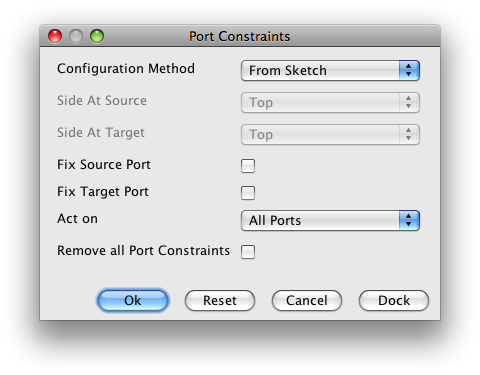 Port Constraints
Configuration Method From Sketch
Side At Source Top
Side At Target Top
Fix Source Port
Fix Target Port
Act on All Ports
Remove all Port Constraints
Ok Reset Cancel Dock